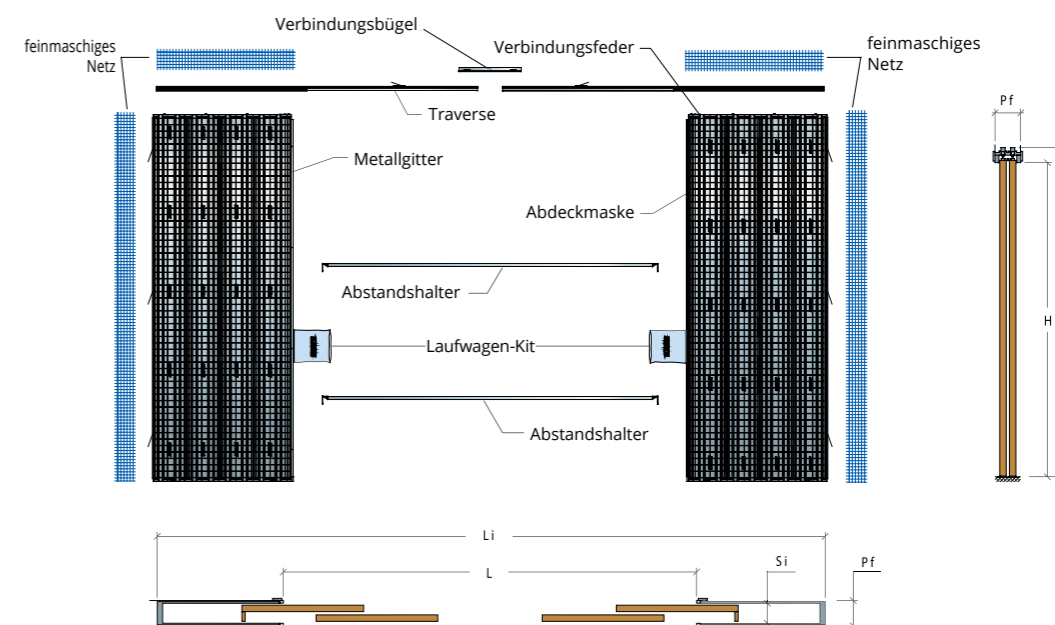 Verbindungsbügel
feinmaschiges
Netz
Verbindungsfeder
feinmaschiges
Netz
Traverse
Pf
Metallgitter
Abdeckmaske
Abstandshalter
H
Laufwagen-Kit
Abstandshalter
Li
L
Si
Pf